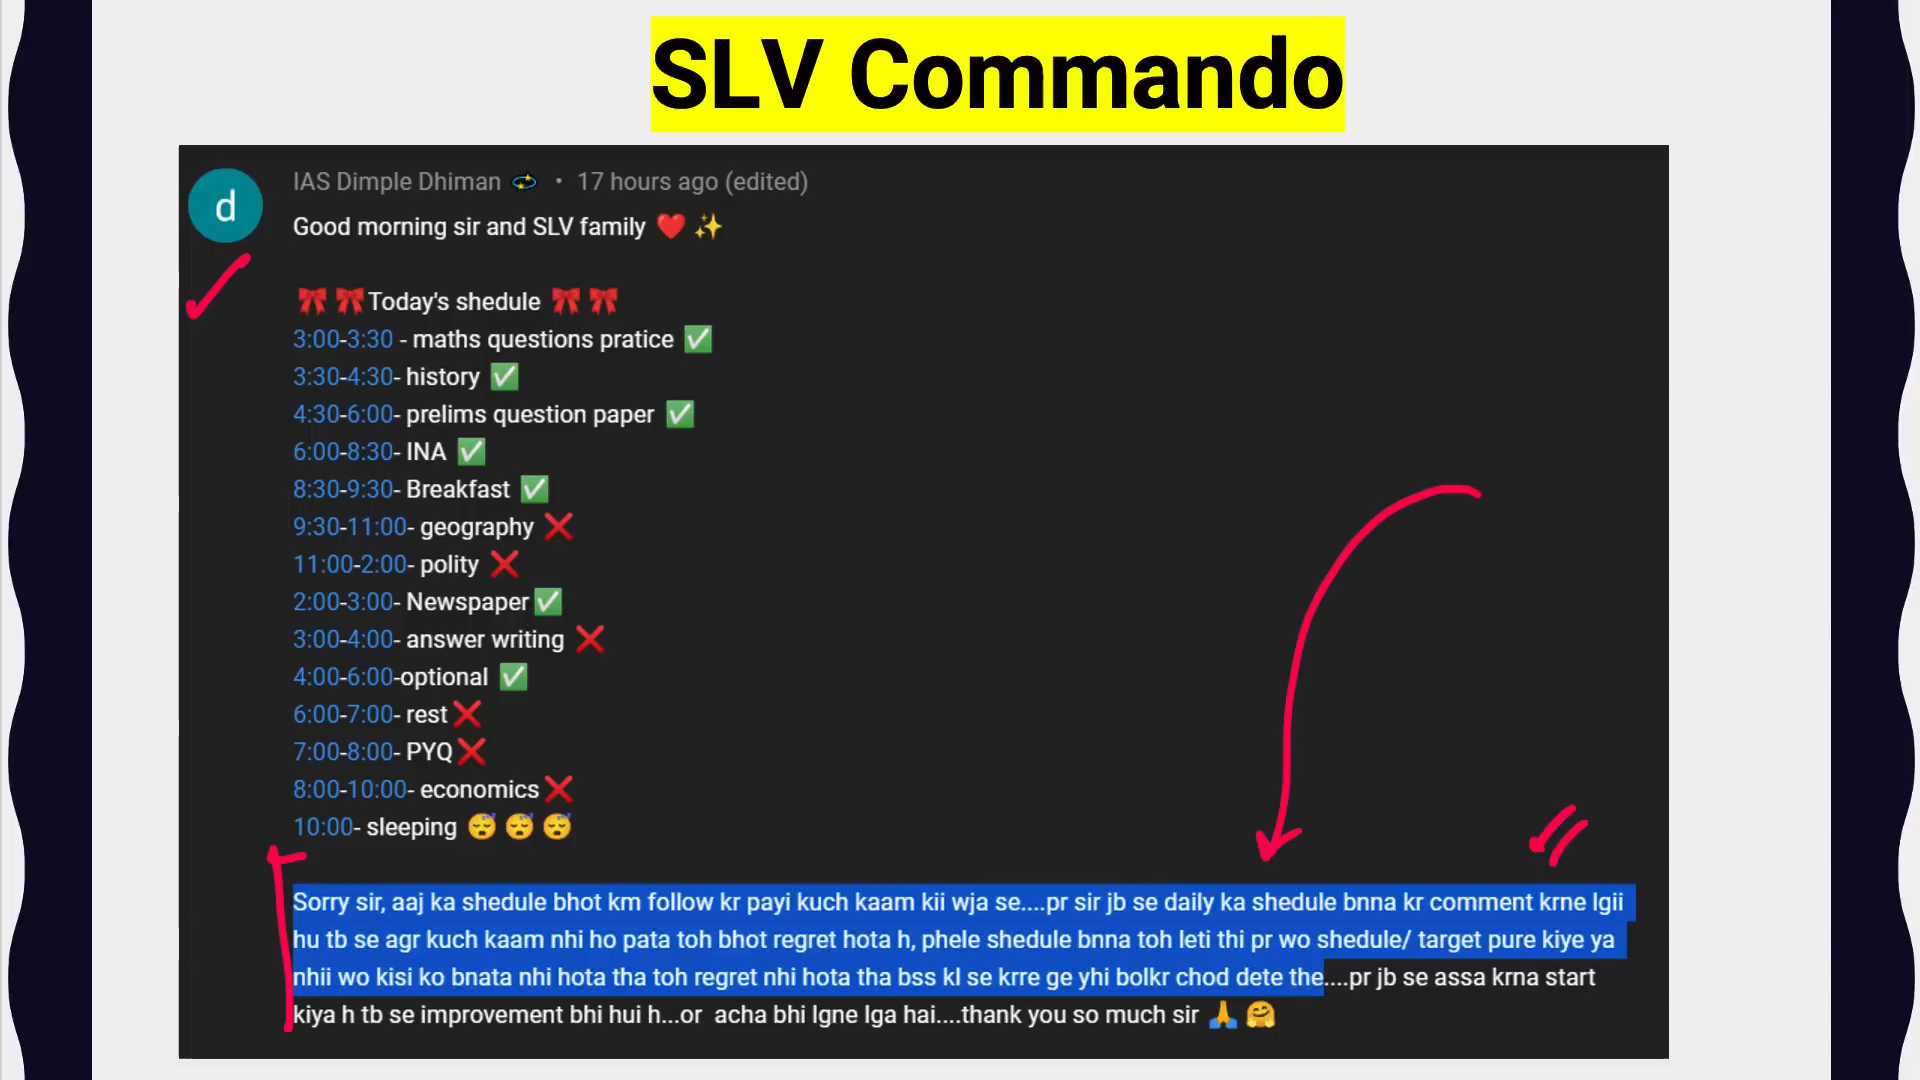 SLV Commando
d
IAS Dimple Dhiman 💫 • 17 hours ago (edited)
Good morning sir and SLV family ❤️ ✨
🎀 🎀Today's shedule 🎀 🎀
3:00-3:30 - maths questions pratice ✅
3:30-4:30- history ✅
4:30-6:00- prelims question paper ✅
6:00-8:30- INA ✅
8:30-9:30- Breakfast ✅
9:30-11:00- geography ❌
11:00-2:00- polity ❌
2:00-3:00- Newspaper ✅
3:00-4:00- answer writing ❌
4:00-6:00-optional ✅
6:00-7:00- rest ❌
7:00-8:00- PYQ ❌
8:00-10:00- economics ❌
10:00- sleeping 😴 😴 😴
Sorry sir, aaj ka shedule bhot km follow kr payi kuch kaam kii wja se....pr sir jb se daily ka shedule bnna kr comment krne lgii
hu tb se agr kuch kaam nhi ho pata toh bhot regret hota h, phele shedule bnna toh leti thi pr wo shedule/ target pure kiye ya
nhii wo kisi ko bnata nhi hota tha toh regret nhi hota tha bss kl se krre ge yhi bolkr chod dete the....pr jb se assa krna start
kiya h tb se improvement bhi hui h...or acha bhi lgne lga hai....thank you so much sir 🙏 🤗